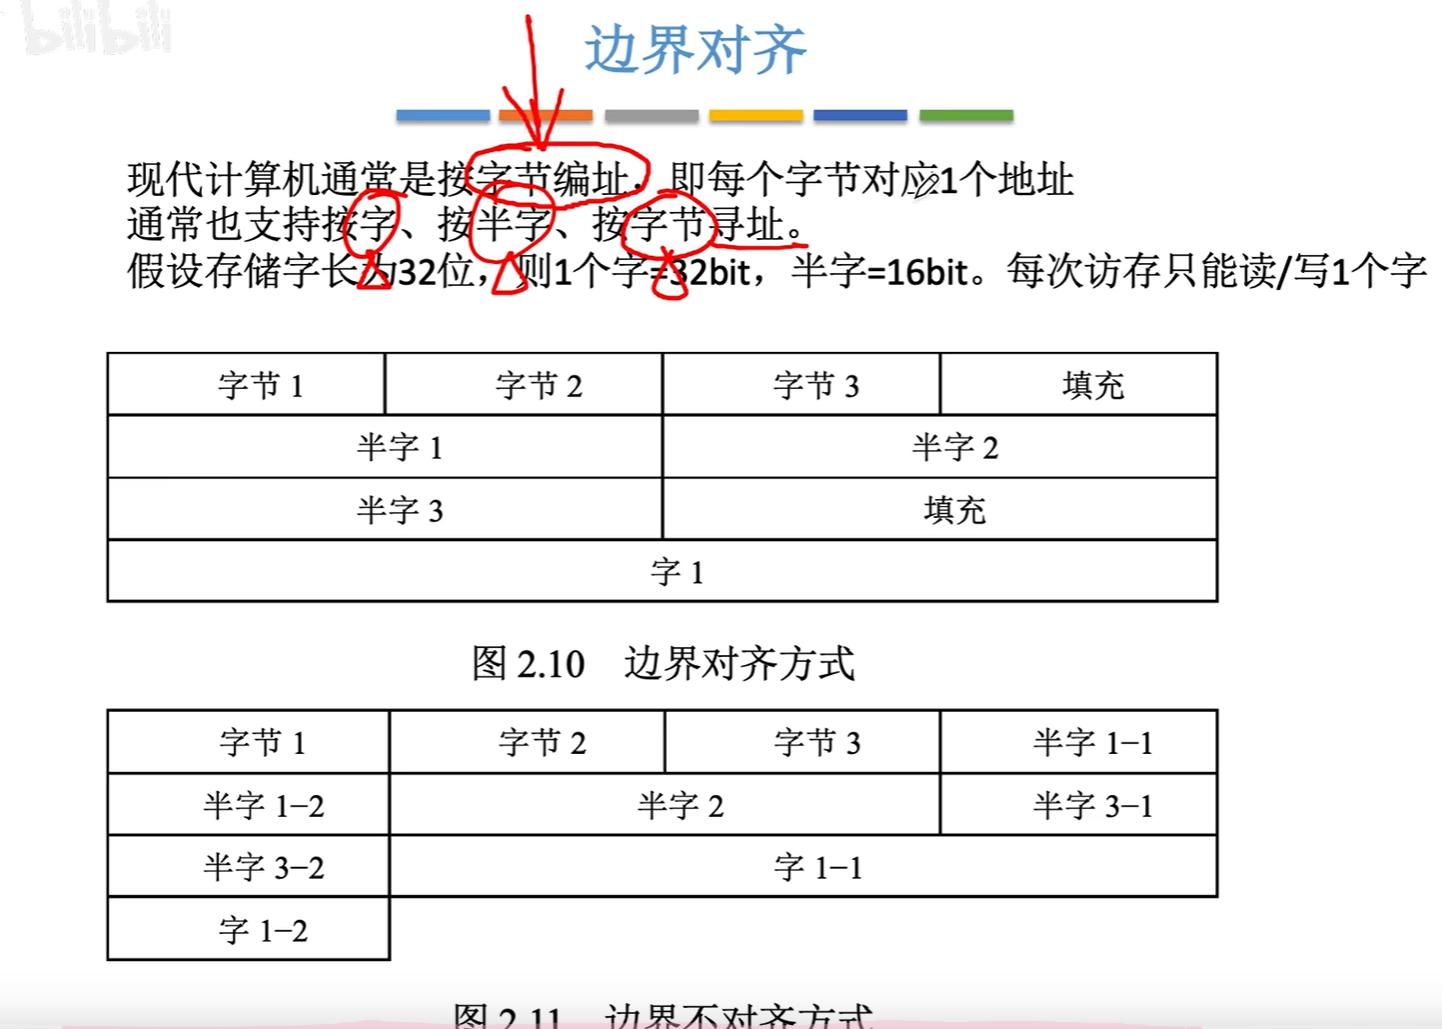 bilibili
边界对齐
现代计算机通常是按字节编址，即每个字节对应1个地址
通常也支持按字、按半字、按字节寻址。
假设存储字长为32位，则1个字=32bit，半字=16bit。每次访存只能读/写1个字
字节 1 字节 2 字节 3 填充
半字 1 半字 2
半字 3 填充
字 1
图 2.10 边界对齐方式
字节 1 字节 2 字节 3 半字 1−1
半字 1−2 半字 2 半字 3−1
半字 3−2 字 1−1
字 1−2
图 2.11 边界不对齐方式